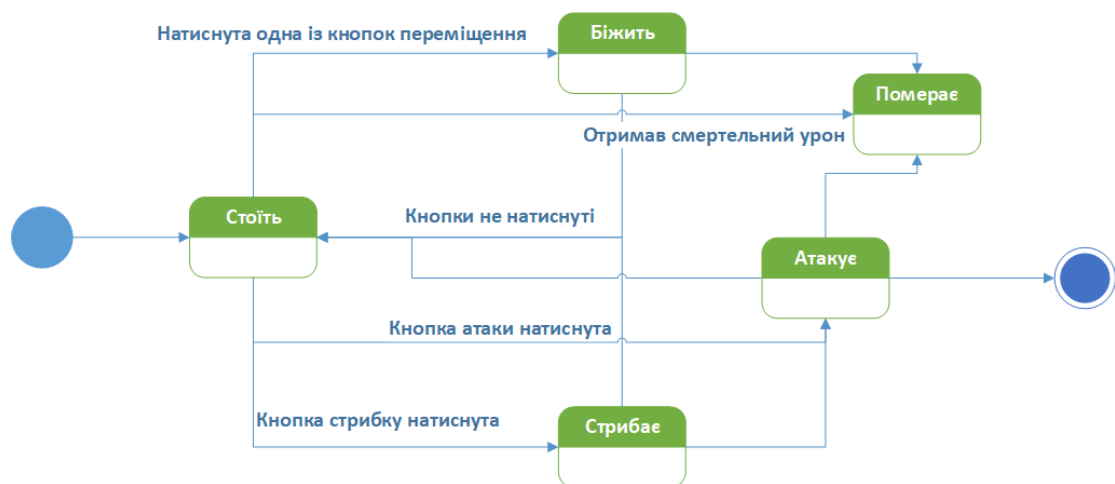 Натиснута одна із кнопок переміщення
Біжить
Помирає
Отримав смертельний урон
Стоїть
Кнопки не натиснуті
Атакує
Кнопка атаки натиснута
Кнопка стрибку натиснута
Стрибає